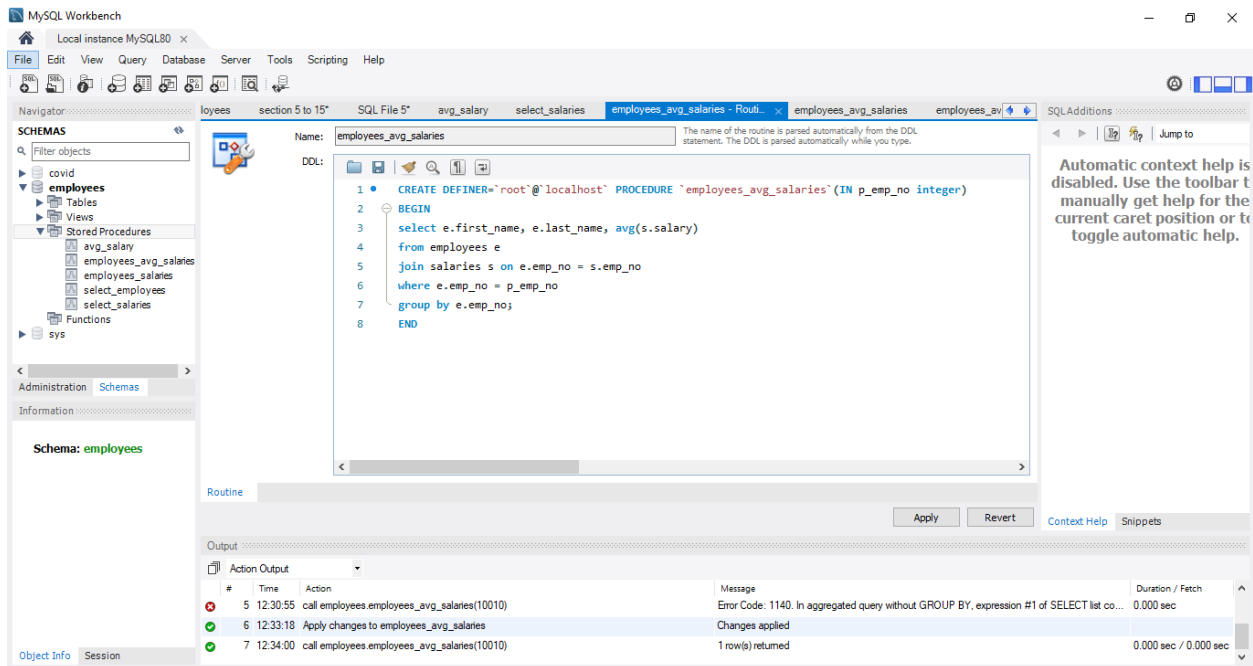 MySQL Workbench
Local instance MySQL80
File Edit View Query Database Server Tools Scripting Help
Navigator
SCHEMAS
Filter objects
covid
employees
Tables
Views
Stored Procedures
avg_salary
employees_avg_salaries
employees_salaries
select_employees
select_salaries
Functions
sys
Administration Schemas
Information
Schema: employees
Object Info Session
loyees section 5 to 15* SQL File 5* avg_salary select_salaries employees_avg_salaries - Routi... employees_avg_salaries employees_av
Name: employees_avg_salaries
The name of the routine is parsed automatically from the DDL
statement. The DDL is parsed automatically while you type.
DDL:
1 CREATE DEFINER=`root`@`localhost` PROCEDURE `employees_avg_salaries`(IN p_emp_no integer)
2 BEGIN
3 select e.first_name, e.last_name, avg(s.salary)
4 from employees e
5 join salaries s on e.emp_no = s.emp_no
6 where e.emp_no = p_emp_no
7 group by e.emp_no;
8 END
Routine
Apply Revert
SQLAdditions
Jump to
Automatic context help is
disabled. Use the toolbar t
manually get help for the
current caret position or to
toggle automatic help.
Context Help Snippets
Output
Action Output
# Time Action Message Duration / Fetch
5 12:30:55 call employees.employees_avg_salaries(10010) Error Code: 1140. In aggregated query without GROUP BY, expression #1 of SELECT list co... 0.000 sec
6 12:33:18 Apply changes to employees_avg_salaries Changes applied
7 12:34:00 call employees.employees_avg_salaries(10010) 1 row(s) returned 0.000 sec / 0.000 sec